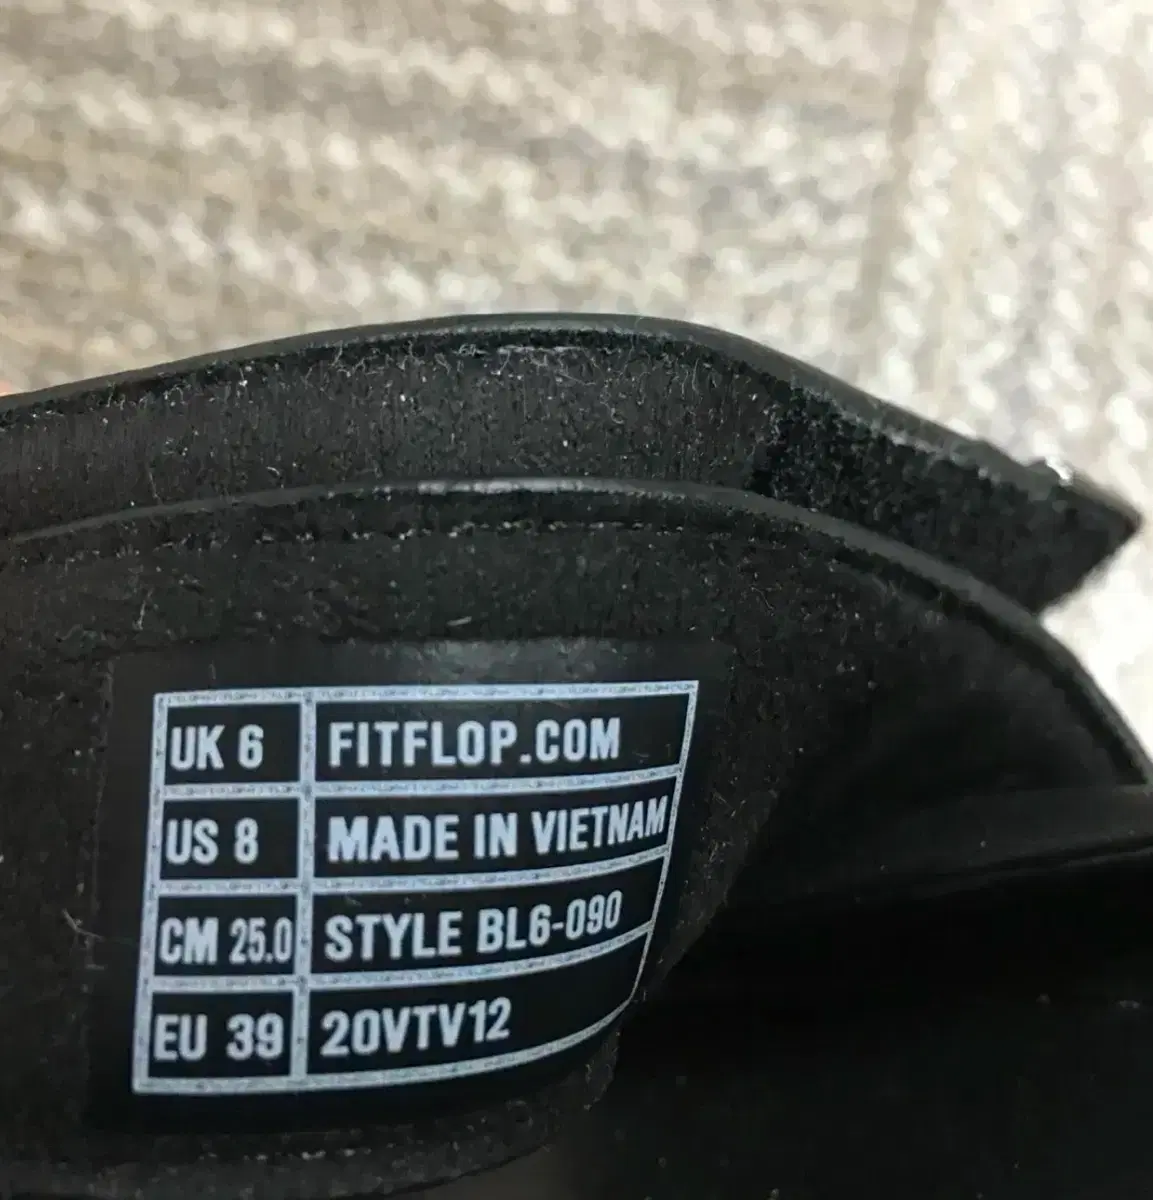 UK 6 FITFLOP.COM
US 8 MADE IN VIETNAM
CM 25.0 STYLE BL6-090
EU 39 20VTV12